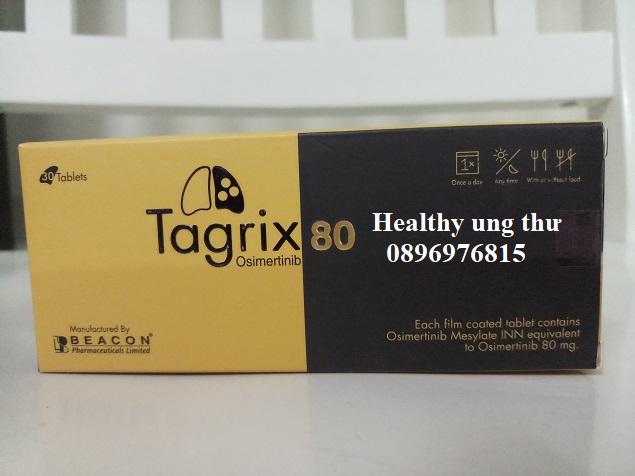 30 Tablets
Tagrix 80
Osimertinib
Healthy ung thư
0896976815
1x
Once a day
Any time
With or without food
Manufactured By
BEACON®
Pharmaceuticals Limited
Each film coated tablet contains
Osimertinib Mesylate INN equivalent
to Osimertinib 80 mg.